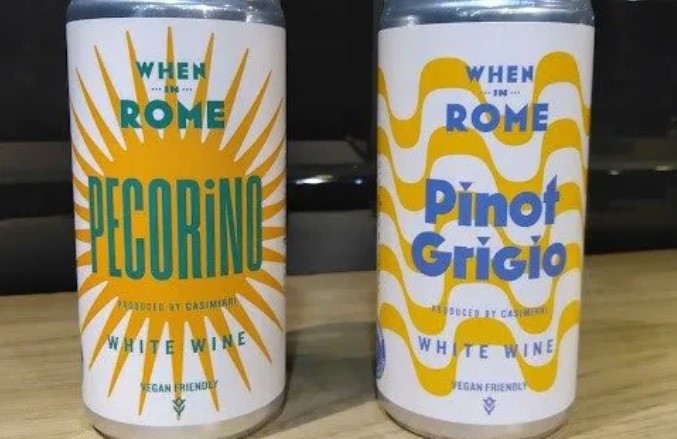 WHEN
IN
ROME
PECORiNO
PRODUCED BY CASIMIRRI
WHITE WINE
VEGAN FRIENDLY
WHEN
IN
ROME
Pinot
Grigio
PRODUCED BY CASIMIRRI
WHITE WINE
VEGAN FRIENDLY